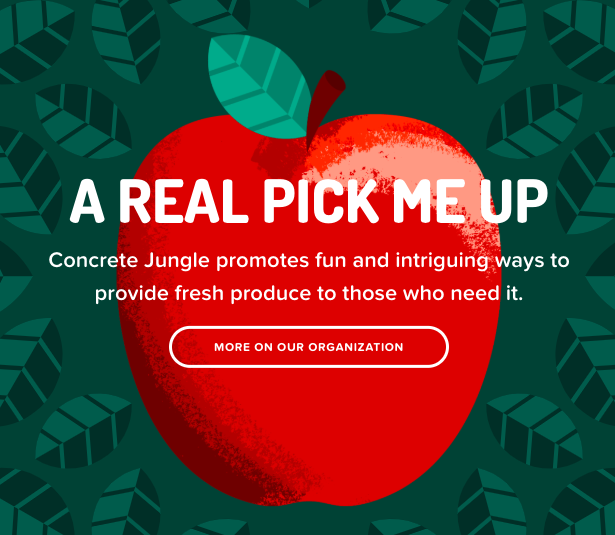 A REAL PICK ME UP
Concrete Jungle promotes fun and intriguing ways to
provide fresh produce to those who need it.
MORE ON OUR ORGANIZATION